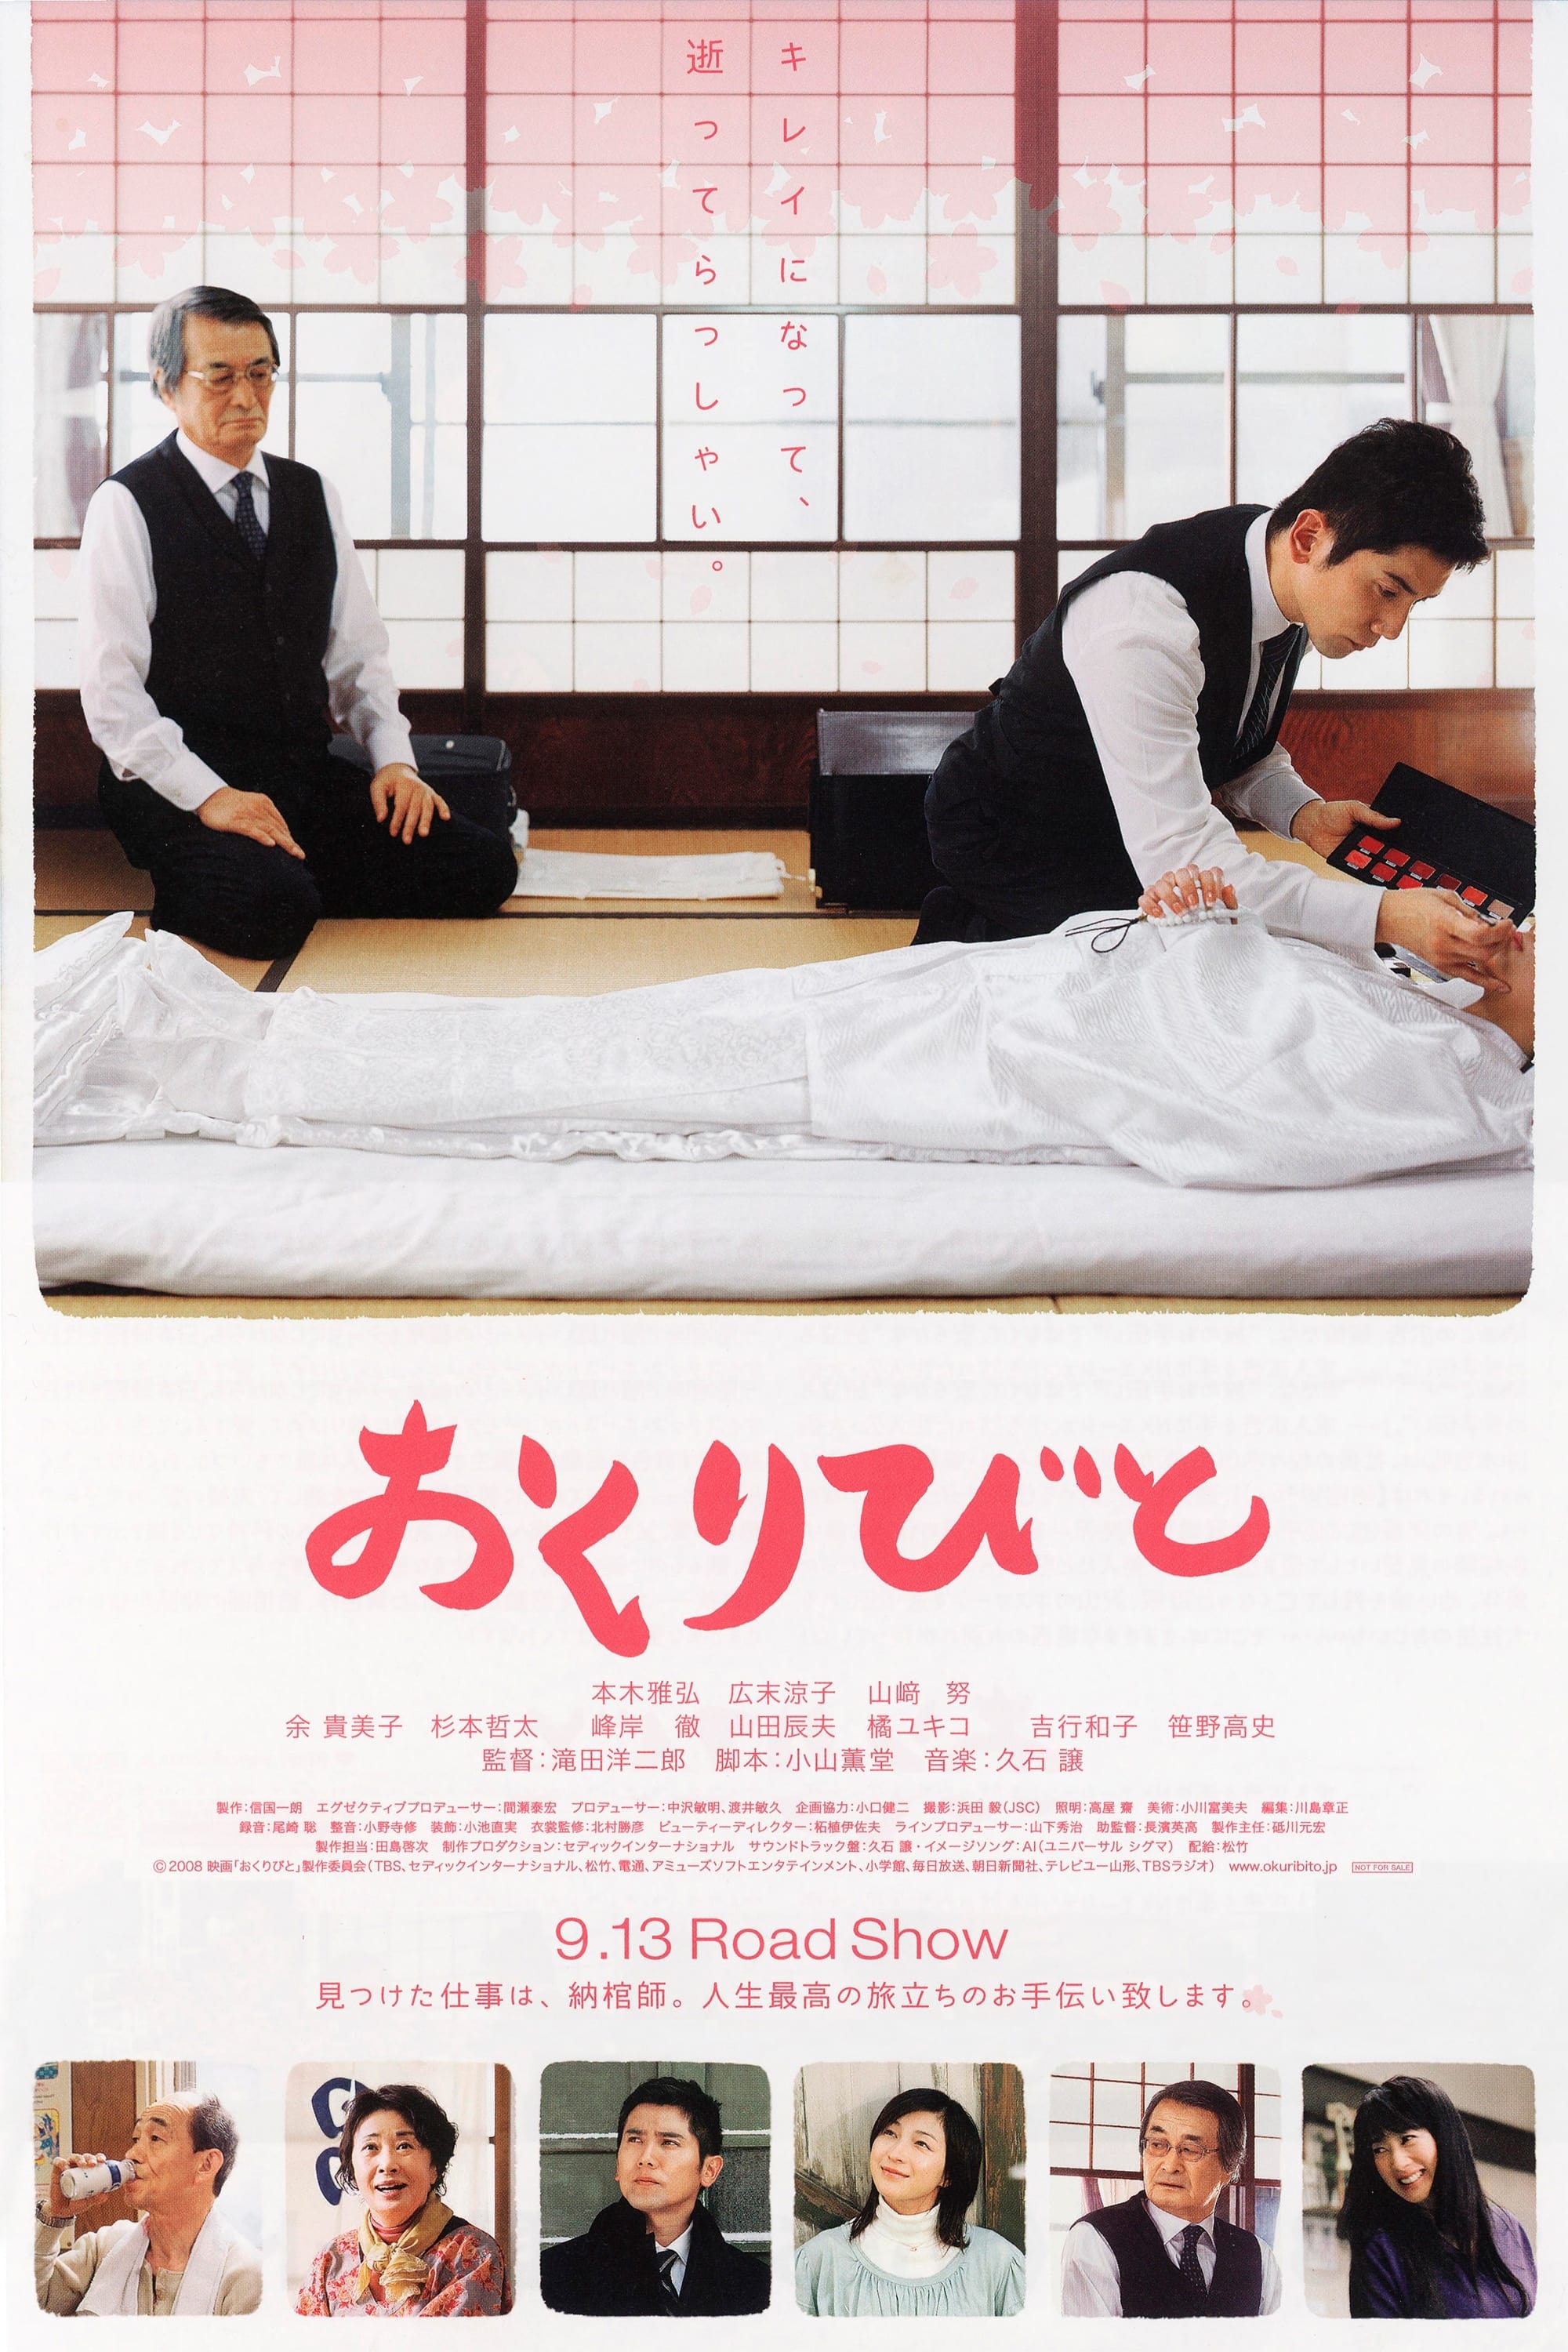 キレイになって、
逝ってらっしゃい。
おくりびと
本木雅弘　広末涼子　山﨑　努
余 貴美子　杉本哲太　峰岸　徹　山田辰夫　橘ユキコ　吉行和子　笹野高史
監督：滝田洋二郎　脚本：小山薫堂　音楽：久石 譲
製作：信国一朗　エグゼクティブプロデューサー：間瀬泰宏　プロデューサー：中沢敏明、渡井敏久　企画協力：小口健二　撮影：浜田 毅（JSC）　照明：高屋 齋　美術：小川富美夫　編集：川島章正
録音：尾崎 聡　整音：小野寺修　装飾：小池直実　衣裳監修：北村勝彦　ビューティーディレクター：柘植伊佐夫　ラインプロデューサー：山下秀治　助監督：長濱英高　製作主任：砥川元宏
製作担当：田島啓次　制作プロダクション：セディックインターナショナル　サウンドトラック盤：久石 譲・イメージソング：AI（ユニバーサル シグマ）　配給：松竹
©2008 映画「おくりびと」製作委員会（TBS、セディックインターナショナル、松竹、電通、アミューズソフトエンタテインメント、小学館、毎日放送、朝日新聞社、テレビユー山形、TBSラジオ）　www.okuribito.jp　NOT FOR SALE
9.13 Road Show
見つけた仕事は、納棺師。人生最高の旅立ちのお手伝い致します。